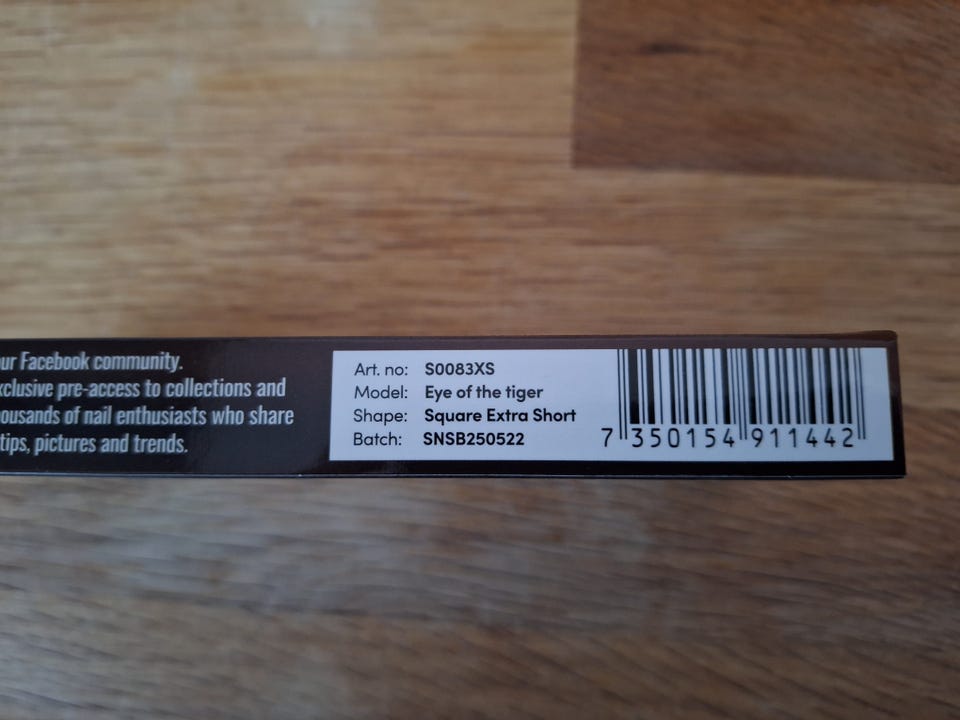 ur Facebook community.
xclusive pre-access to collections and
ousands of nail enthusiasts who share
tips, pictures and trends.
Art. no: S0083XS
Model: Eye of the tiger
Shape: Square Extra Short
Batch: SNSB250522
7 350154 911442